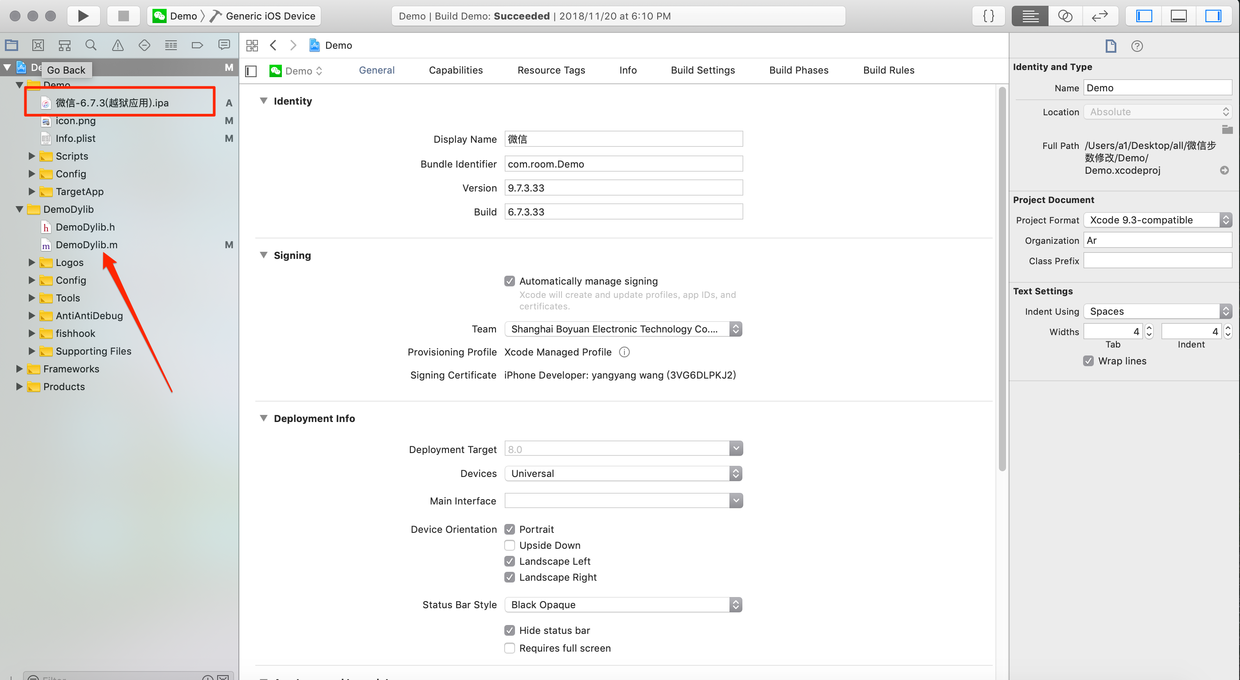 Demo
Generic iOS Device
Demo | Build Demo: Succeeded | 2018/11/20 at 6:10 PM
{ }
Demo
M
Go Back
Demo
General
Capabilities
Resource Tags
Info
Build Settings
Build Phases
Build Rules
Demo
微信-6.7.3(越狱应用).ipa
A
icon.png
M
Info.plist
M
Scripts
Config
TargetApp
DemoDylib
h DemoDylib.h
m DemoDylib.m
M
Logos
Config
Tools
AntiAntiDebug
fishhook
Supporting Files
Frameworks
Products
Identity
Display Name 微信
Bundle Identifier com.room.Demo
Version 9.7.3.33
Build 6.7.3.33
Signing
Automatically manage signing
Xcode will create and update profiles, app IDs, and
certificates.
Team Shanghai Boyuan Electronic Technology Co....
Provisioning Profile Xcode Managed Profile
Signing Certificate iPhone Developer: yangyang wang (3VG6DLPKJ2)
Deployment Info
Deployment Target 8.0
Devices Universal
Main Interface
Device Orientation Portrait
Upside Down
Landscape Left
Landscape Right
Status Bar Style Black Opaque
Hide status bar
Requires full screen
Identity and Type
Name Demo
Location Absolute
Full Path /Users/a1/Desktop/all/微信步
数修改/Demo/
Demo.xcodeproj
Project Document
Project Format Xcode 9.3-compatible
Organization Ar
Class Prefix
Text Settings
Indent Using Spaces
Widths 4 4
Tab Indent
Wrap lines